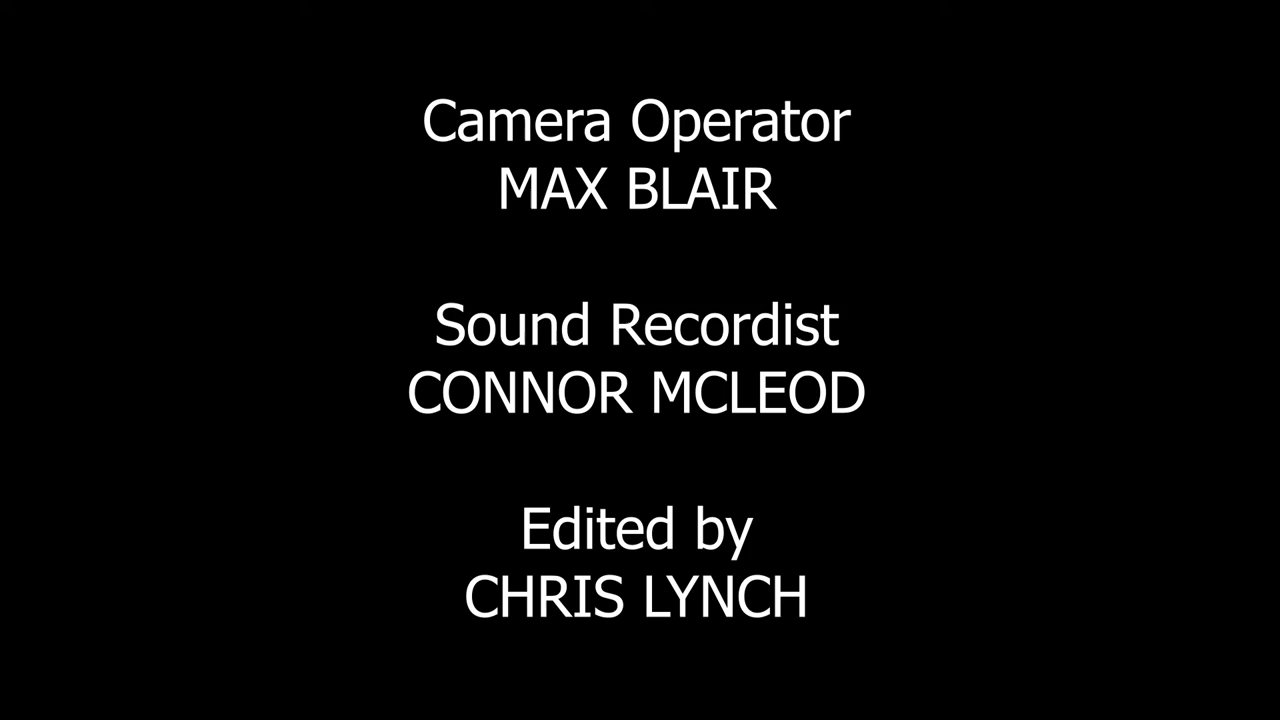 Camera Operator
MAX BLAIR
Sound Recordist
CONNOR MCLEOD
Edited by
CHRIS LYNCH